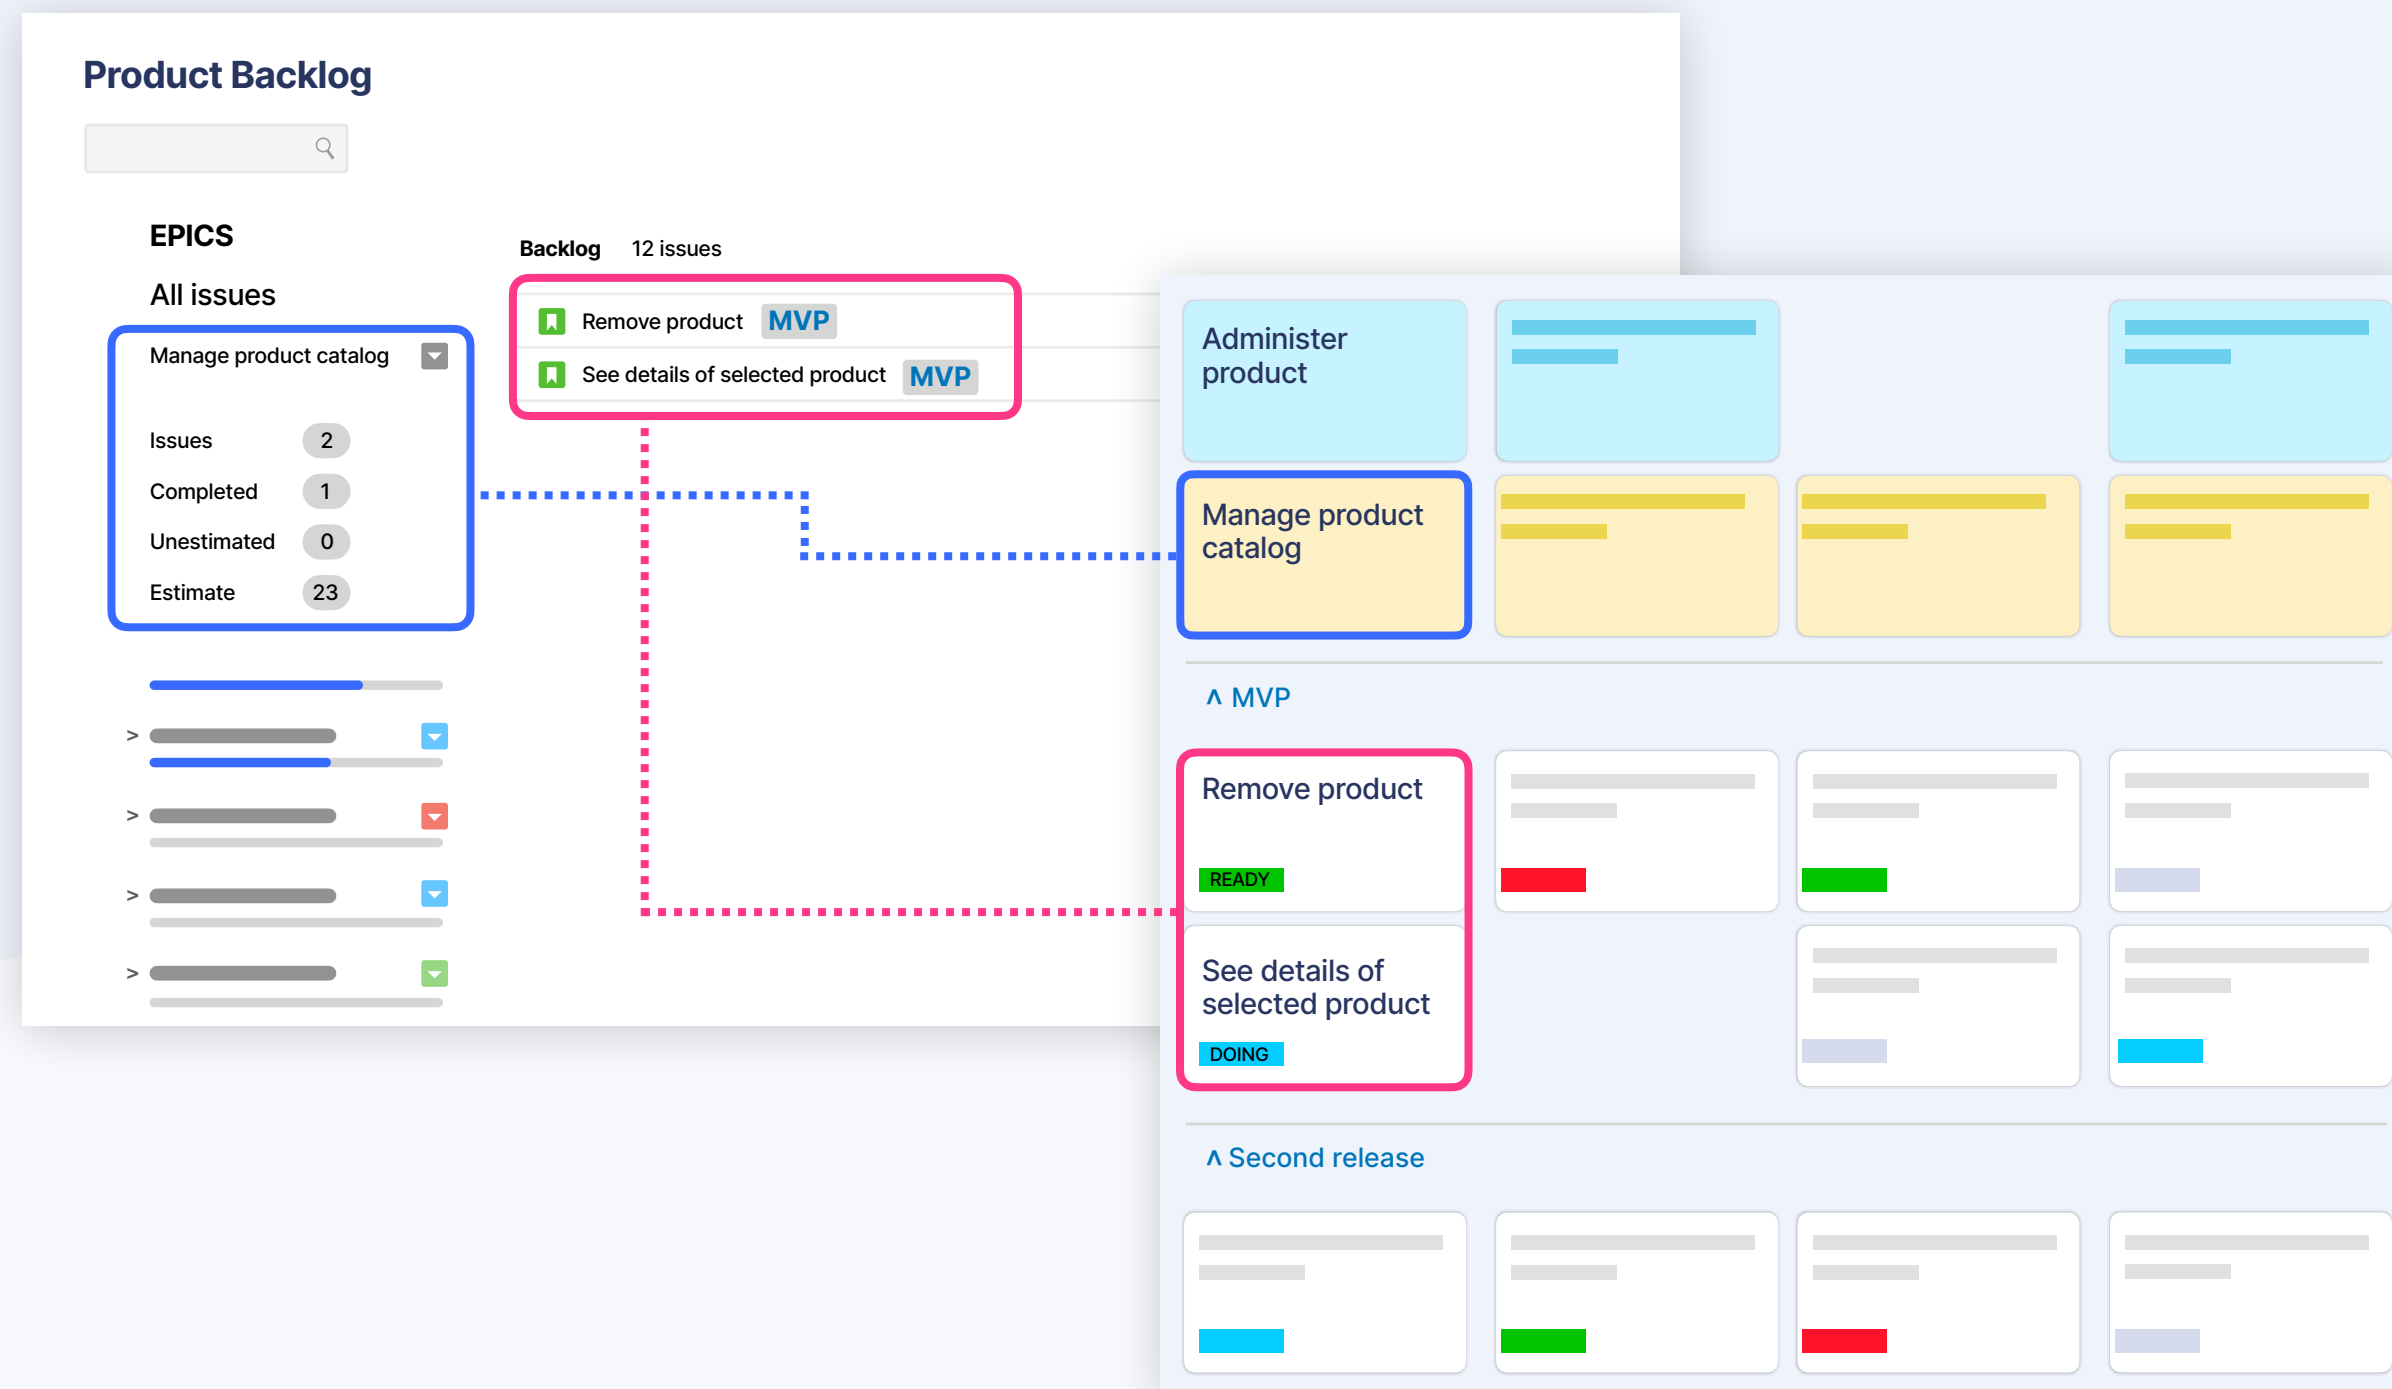 Product Backlog
EPICS
All issues
Manage product catalog
Issues 2
Completed 1
Unestimated 0
Estimate 23
>
>
>
>
Backlog 12 issues
Remove product MVP
See details of selected product MVP
Administer
product
Manage product
catalog
^ MVP
Remove product
READY
See details of
selected product
DOING
^ Second release